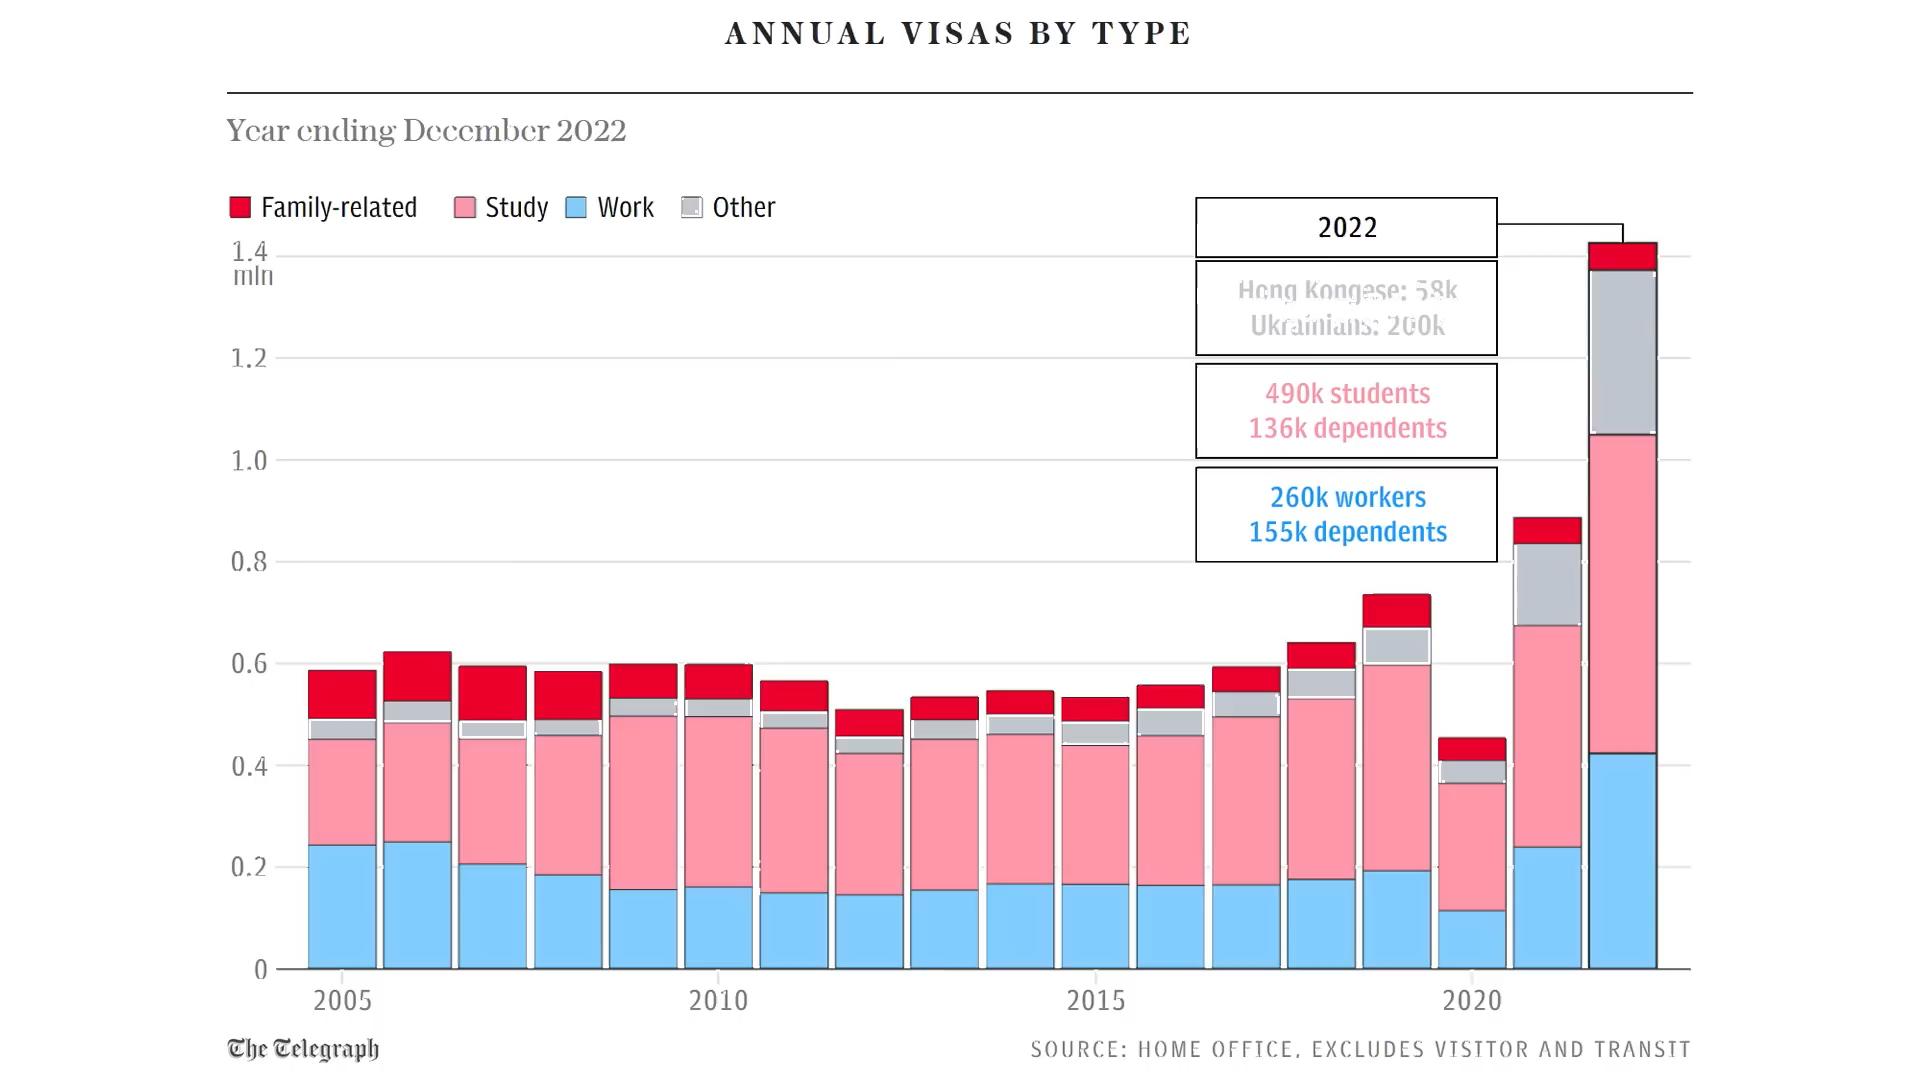 ANNUAL VISAS BY TYPE
Year ending December 2022
Family-related Study Work Other
2022
Hong Kongese: 58k
Ukrainians: 200k
490k students
136k dependents
260k workers
155k dependents
1.4
mln
1.2
1.0
0.8
0.6
0.4
0.2
0
2005 2010 2015 2020
The Telegraph
SOURCE: HOME OFFICE, EXCLUDES VISITOR AND TRANSIT